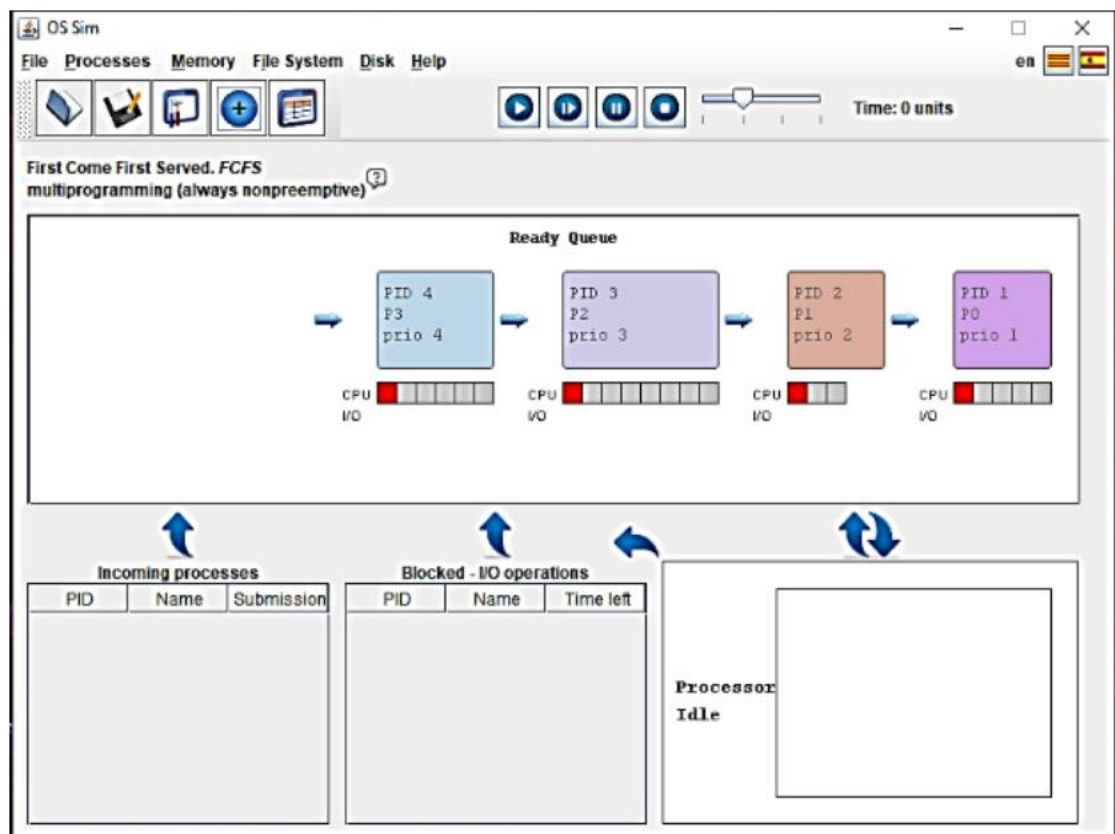 OS Sim
File Processes Memory File System Disk Help en
Time: 0 units
First Come First Served. FCFS
multiprogramming (always nonpreemptive) ?
Ready Queue
PID 4 PID 3 PID 2 PID 1
P3 P2 P1 P0
prio 4 prio 3 prio 2 prio 1
CPU CPU CPU CPU
I/O I/O I/O I/O
Incoming processes Blocked - I/O operations
PID Name Submission PID Name Time left
Processor
Idle